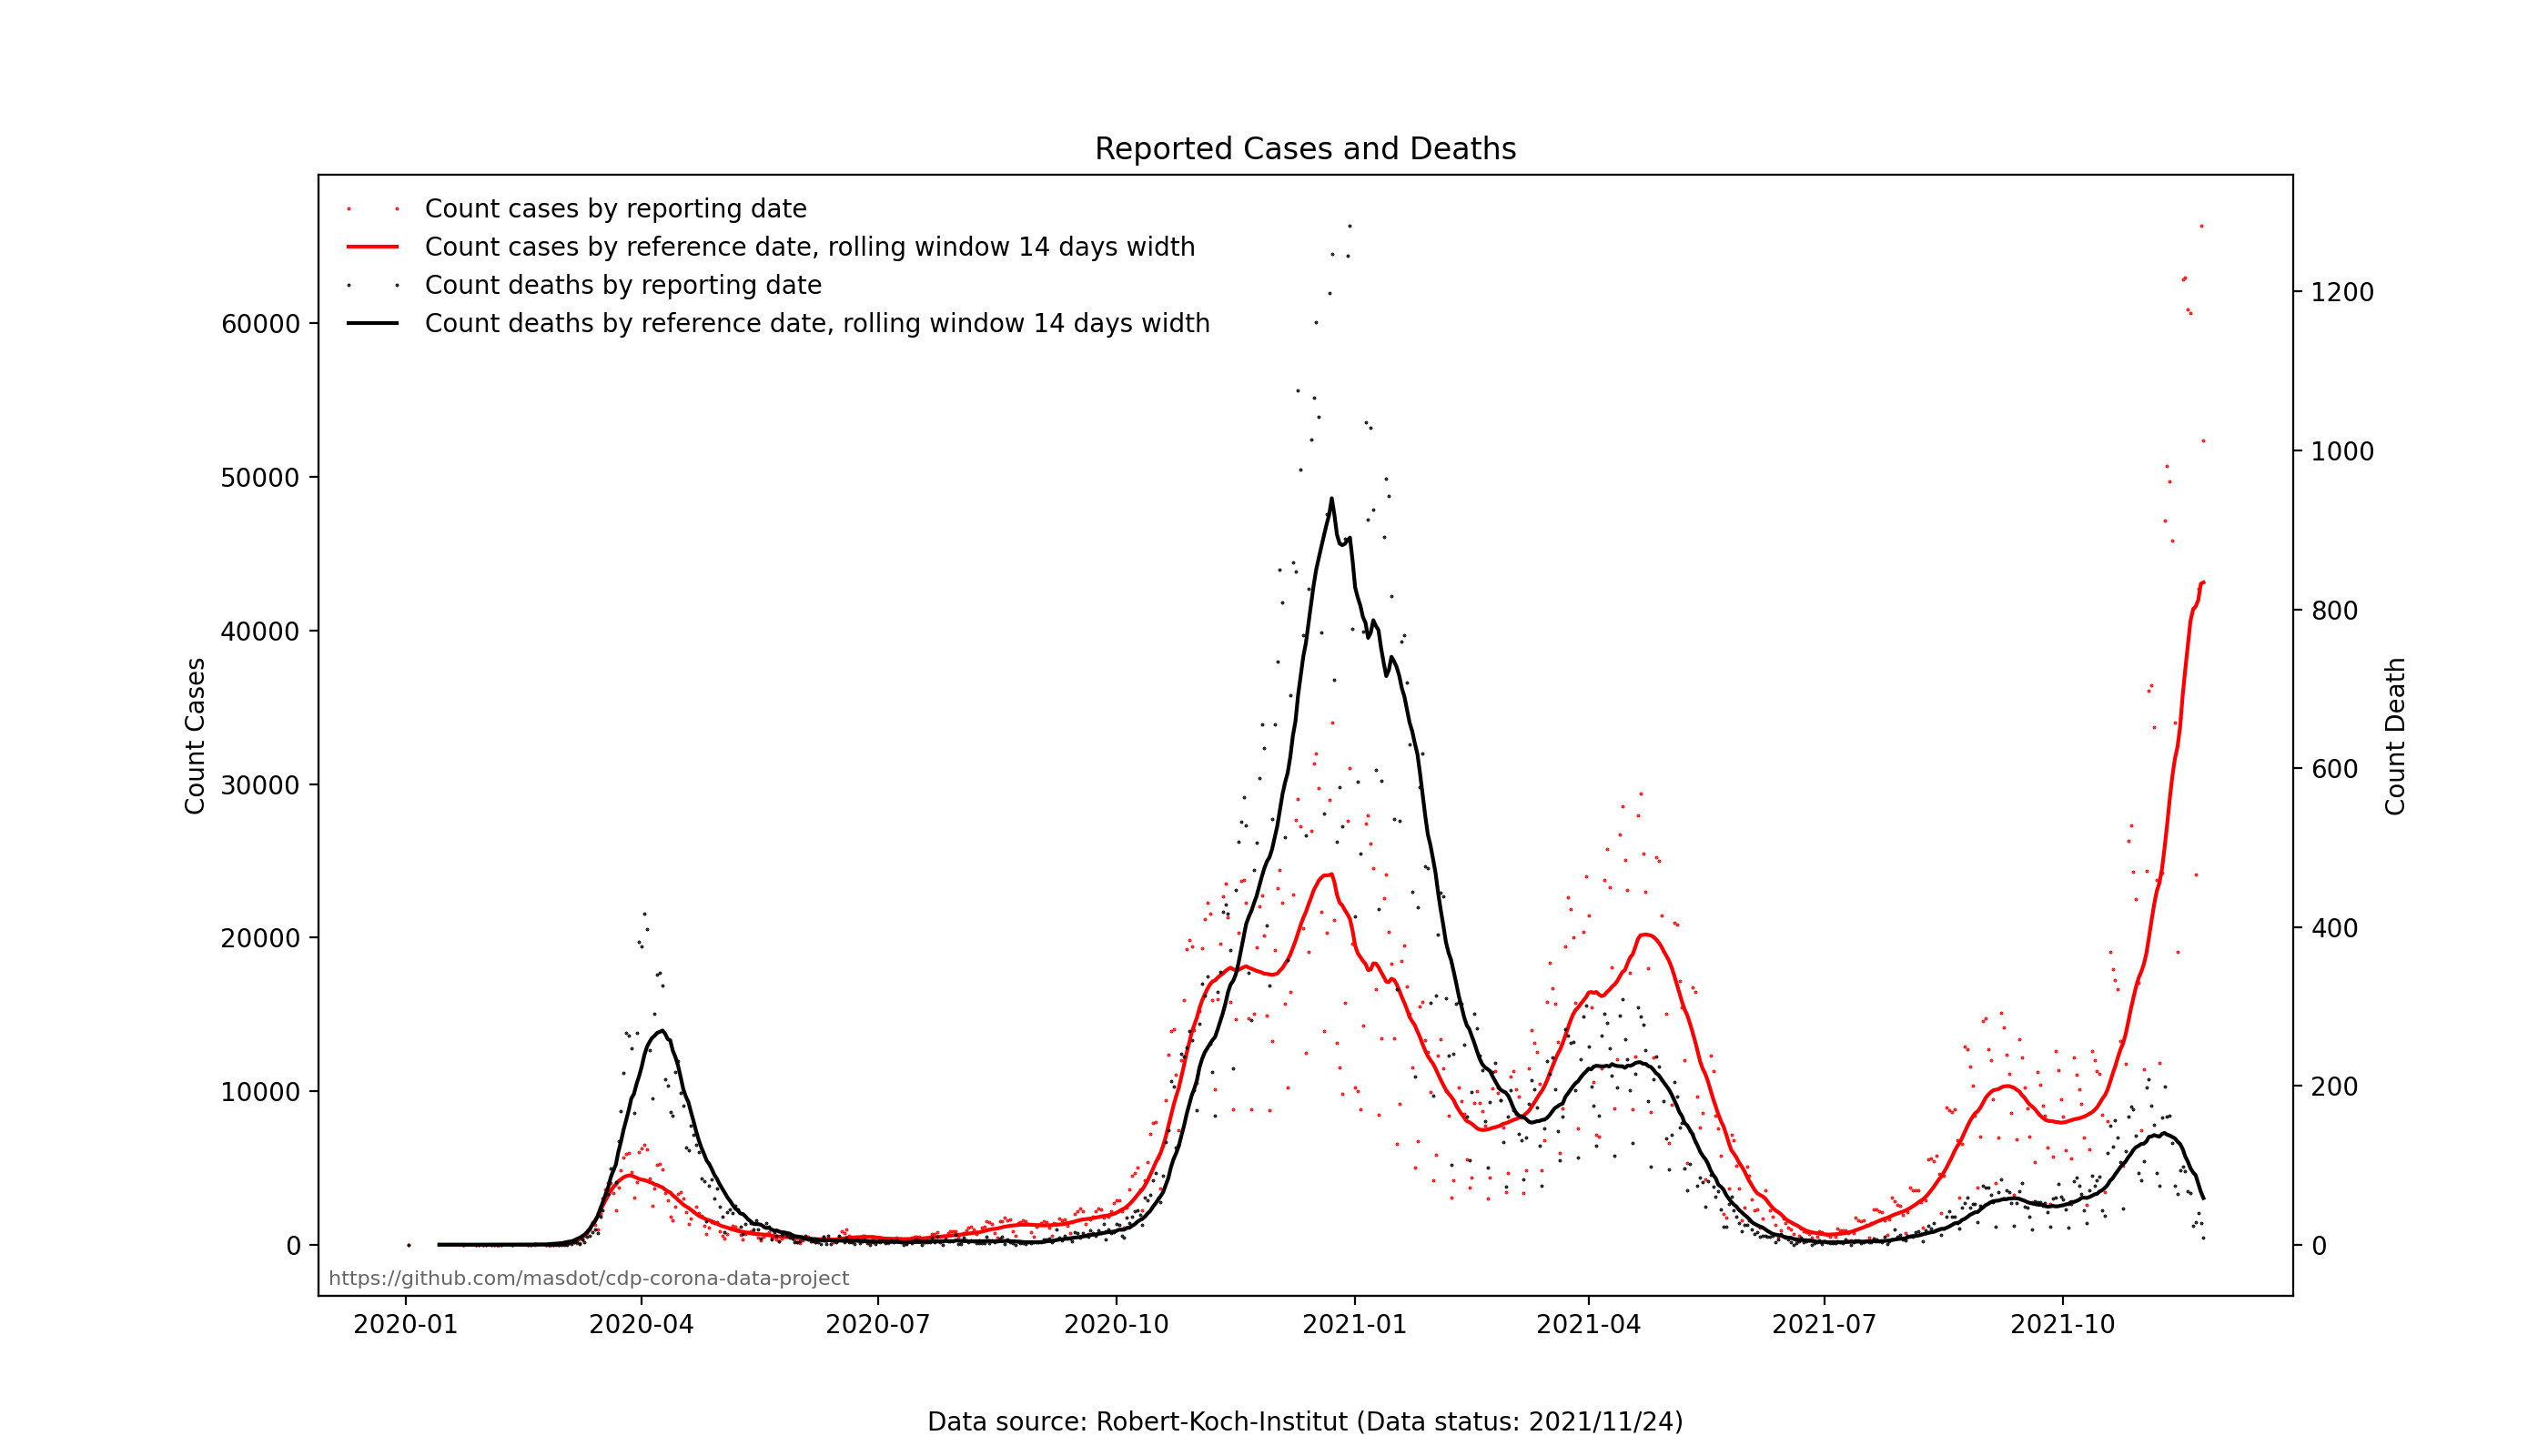 Reported Cases and Deaths
Count cases by reporting date
Count cases by reference date, rolling window 14 days width
Count deaths by reporting date
Count deaths by reference date, rolling window 14 days width
60000
50000
40000
30000
20000
10000
0
Count Cases
1200
1000
800
600
400
200
0
Count Death
https://github.com/masdot/cdp-corona-data-project
2020-01 2020-04 2020-07 2020-10 2021-01 2021-04 2021-07 2021-10
Data source: Robert-Koch-Institut (Data status: 2021/11/24)